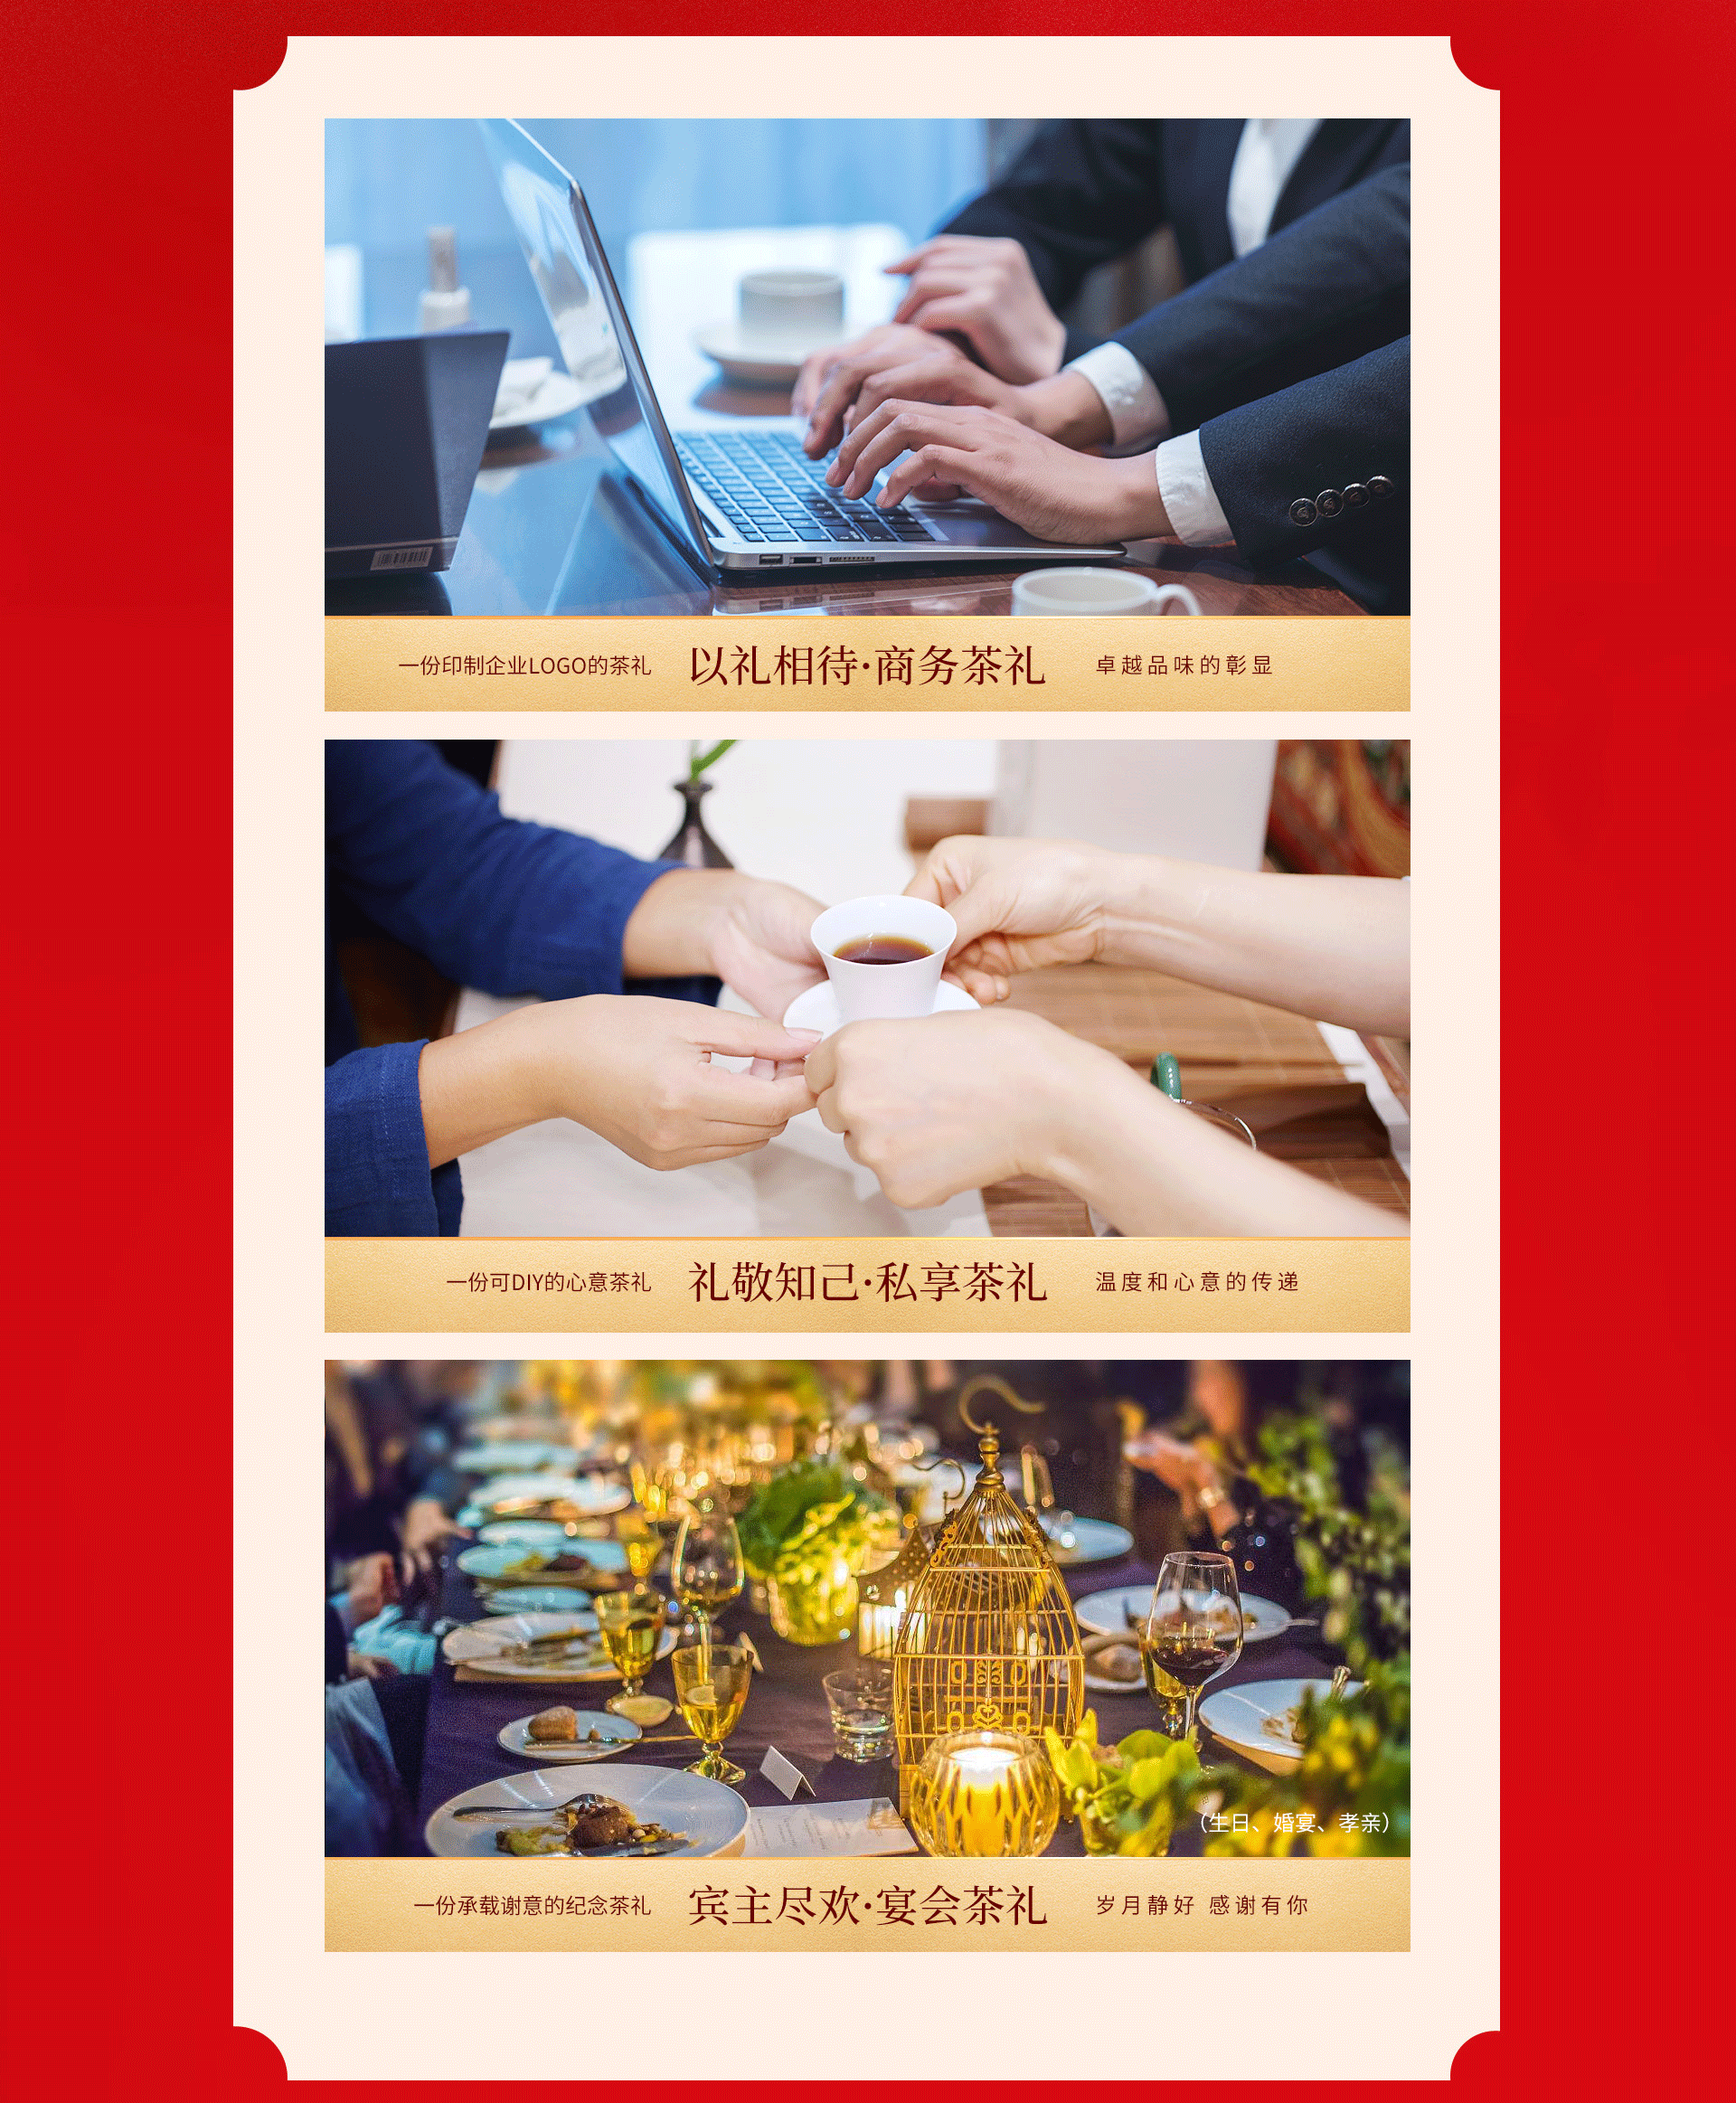 一份印制企业LOGO的茶礼 以礼相待·商务茶礼 卓越品味的彰显
一份可DIY的心意茶礼 礼敬知己·私享茶礼 温度和心意的传递
（生日、婚宴、孝亲）
一份承载谢意的纪念茶礼 宾主尽欢·宴会茶礼 岁月静好 感谢有你